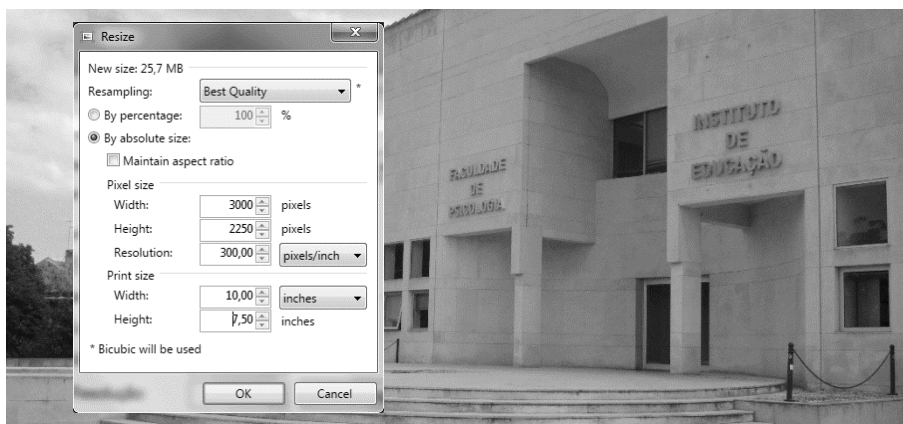 Resize
New size: 25,7 MB
Resampling: Best Quality *
By percentage: 100 %
By absolute size:
Maintain aspect ratio
Pixel size
Width: 3000 pixels
Height: 2250 pixels
Resolution: 300,00 pixels/inch
Print size
Width: 10,00 inches
Height: 7,50 inches
* Bicubic will be used
OK Cancel
FACULDADE
DE
PSICOLOGIA
INSTITUTO
DE
EDUCAÇÃO